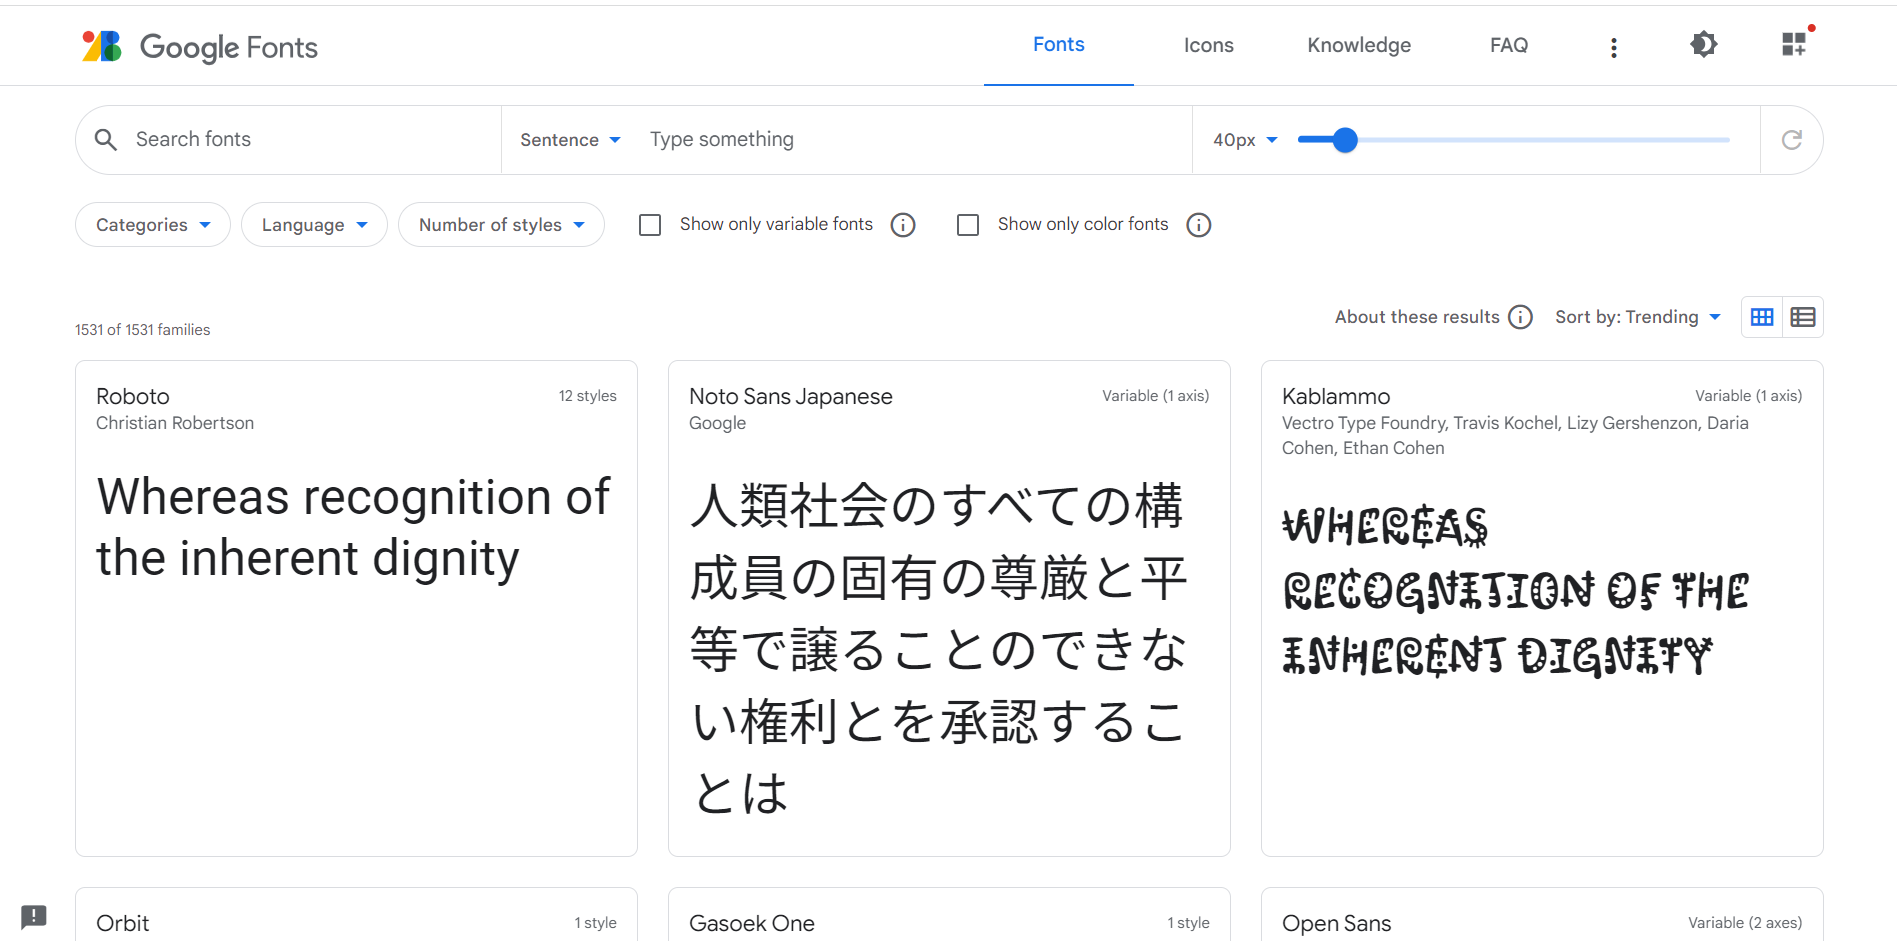 Google Fonts
Fonts
Icons
Knowledge
FAQ
Search fonts
Sentence
Type something
40px
Categories
Language
Number of styles
Show only variable fonts
Show only color fonts
1531 of 1531 families
About these results
Sort by: Trending
Roboto
12 styles
Christian Robertson
Whereas recognition of
the inherent dignity
Noto Sans Japanese
Variable (1 axis)
Google
人類社会のすべての構
成員の固有の尊厳と平
等で譲ることのできな
い権利とを承認するこ
とは
Kablammo
Variable (1 axis)
Vectro Type Foundry, Travis Kochel, Lizy Gershenzon, Daria
Cohen, Ethan Cohen
WHEREAS
RECOGNITION OF THE
INHERENT DIGNITY
Orbit
1 style
Gasoek One
1 style
Open Sans
Variable (2 axes)